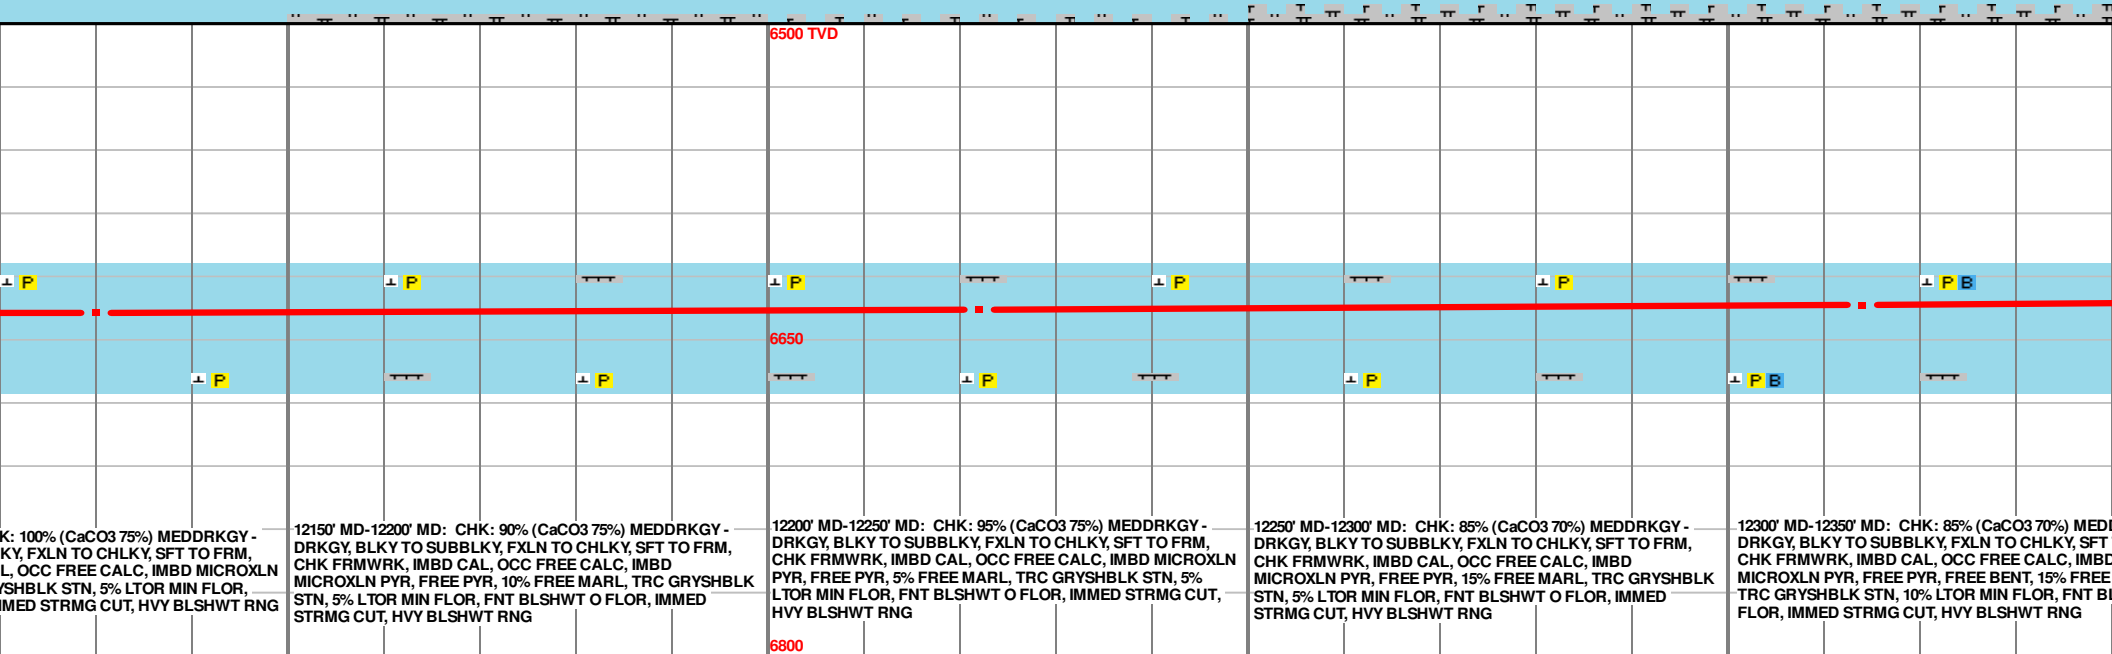 6500 TVD
P
P
P
P
P
P B
6650
P
P
P
P
P B
K: 100% (CaCO3 75%) MEDDRKGY -
KY, FXLN TO CHLKY, SFT TO FRM,
L, OCC FREE CALC, IMBD MICROXLN
YSHBLK STN, 5% LTOR MIN FLOR,
MMED STRMG CUT, HVY BLSHWT RNG
12150' MD-12200' MD: CHK: 90% (CaCO3 75%) MEDDRKGY -
DRKGY, BLKY TO SUBBLKY, FXLN TO CHLKY, SFT TO FRM,
CHK FRMWRK, IMBD CAL, OCC FREE CALC, IMBD
MICROXLN PYR, FREE PYR, 10% FREE MARL, TRC GRYSHBLK
STN, 5% LTOR MIN FLOR, FNT BLSHWT O FLOR, IMMED
STRMG CUT, HVY BLSHWT RNG
12200' MD-12250' MD: CHK: 95% (CaCO3 75%) MEDDRKGY -
DRKGY, BLKY TO SUBBLKY, FXLN TO CHLKY, SFT TO FRM,
CHK FRMWRK, IMBD CAL, OCC FREE CALC, IMBD MICROXLN
PYR, FREE PYR, 5% FREE MARL, TRC GRYSHBLK STN, 5%
LTOR MIN FLOR, FNT BLSHWT O FLOR, IMMED STRMG CUT,
HVY BLSHWT RNG
12250' MD-12300' MD: CHK: 85% (CaCO3 70%) MEDDRKGY -
DRKGY, BLKY TO SUBBLKY, FXLN TO CHLKY, SFT TO FRM,
CHK FRMWRK, IMBD CAL, OCC FREE CALC, IMBD
MICROXLN PYR, FREE PYR, 15% FREE MARL, TRC GRYSHBLK
STN, 5% LTOR MIN FLOR, FNT BLSHWT O FLOR, IMMED
STRMG CUT, HVY BLSHWT RNG
12300' MD-12350' MD: CHK: 85% (CaCO3 70%) MEDD
DRKGY, BLKY TO SUBBLKY, FXLN TO CHLKY, SFT
CHK FRMWRK, IMBD CAL, OCC FREE CALC, IMBD
MICROXLN PYR, FREE PYR, FREE BENT, 15% FREE
TRC GRYSHBLK STN, 10% LTOR MIN FLOR, FNT BL
FLOR, IMMED STRMG CUT, HVY BLSHWT RNG
6800